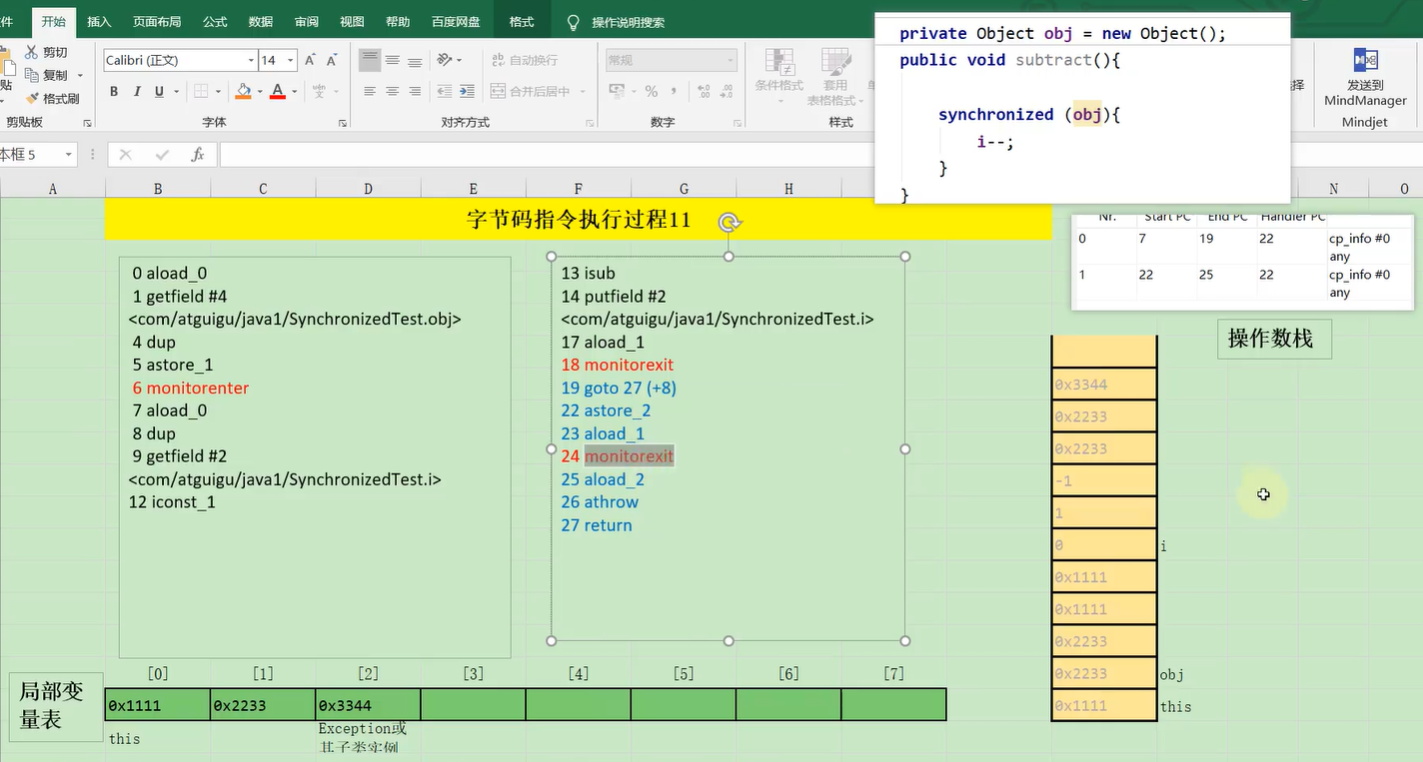 件 开始 插入 页面布局 公式 数据 审阅 视图 帮助 百度网盘 格式 操作说明搜索
剪切
复制
格式刷
剪贴板
贴
Calibri (正文) 14
B I U
字体
自动换行
合并后居中
对齐方式
常规
%
数字
条件格式
套用
表格格式
样式
择
发送到
MindManager
Mindjet
本框 5
fx
private Object obj = new Object();
public void subtract(){
synchronized (obj){
i--;
}
}
A B C D E F G H N O
字节码指令执行过程11
Nr. Start PC End PC Handler PC
0 7 19 22 cp_info #0
any
1 22 25 22 cp_info #0
any
0 aload_0
1 getfield #4
<com/atguigu/java1/SynchronizedTest.obj>
4 dup
5 astore_1
6 monitorenter
7 aload_0
8 dup
9 getfield #2
<com/atguigu/java1/SynchronizedTest.i>
12 iconst_1
13 isub
14 putfield #2
<com/atguigu/java1/SynchronizedTest.i>
17 aload_1
18 monitorexit
19 goto 27 (+8)
22 astore_2
23 aload_1
24 monitorexit
25 aload_2
26 athrow
27 return
操作数栈
0x3344
0x2233
0x2233
-1
1
0 i
0x1111
0x1111
0x2233
0x2233 obj
0x1111 this
[0] [1] [2] [3] [4] [5] [6] [7]
局部变
量表
0x1111 0x2233 0x3344
this
Exception或
其子类实例